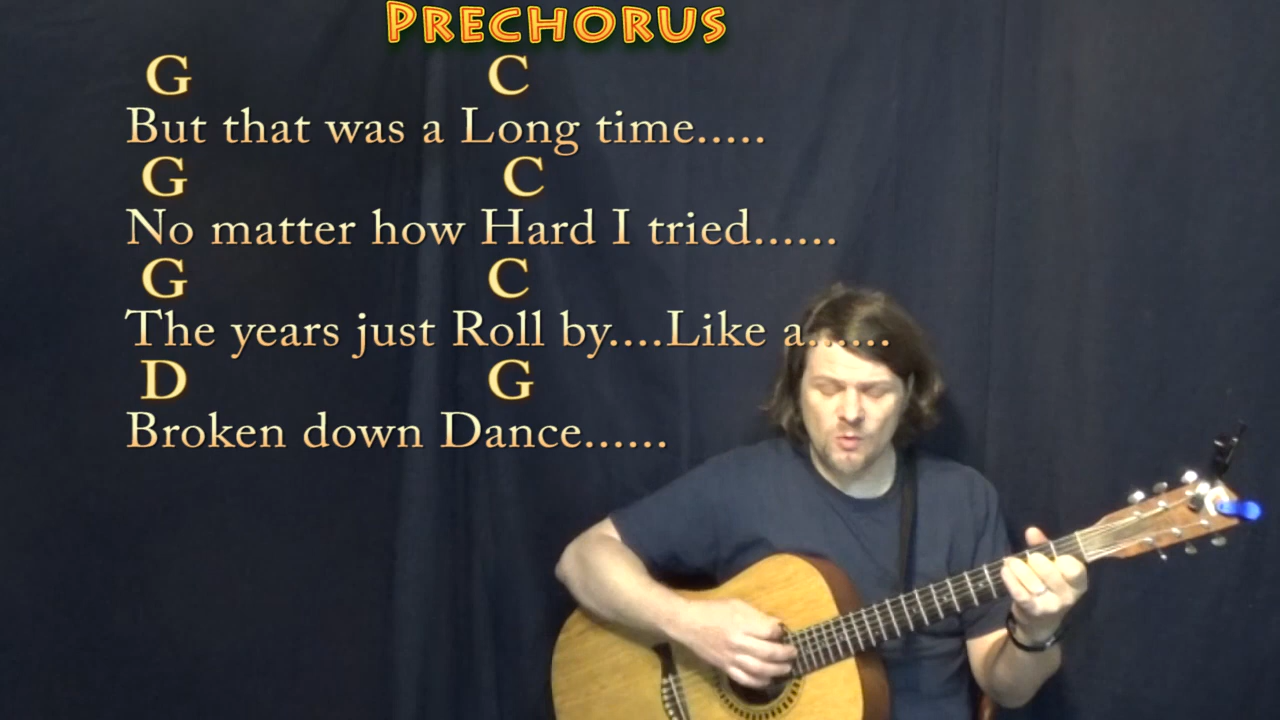 PRECHORUS
G C
But that was a Long time.....
G C
No matter how Hard I tried......
G C
The years just Roll by....Like a......
D G
Broken down Dance......